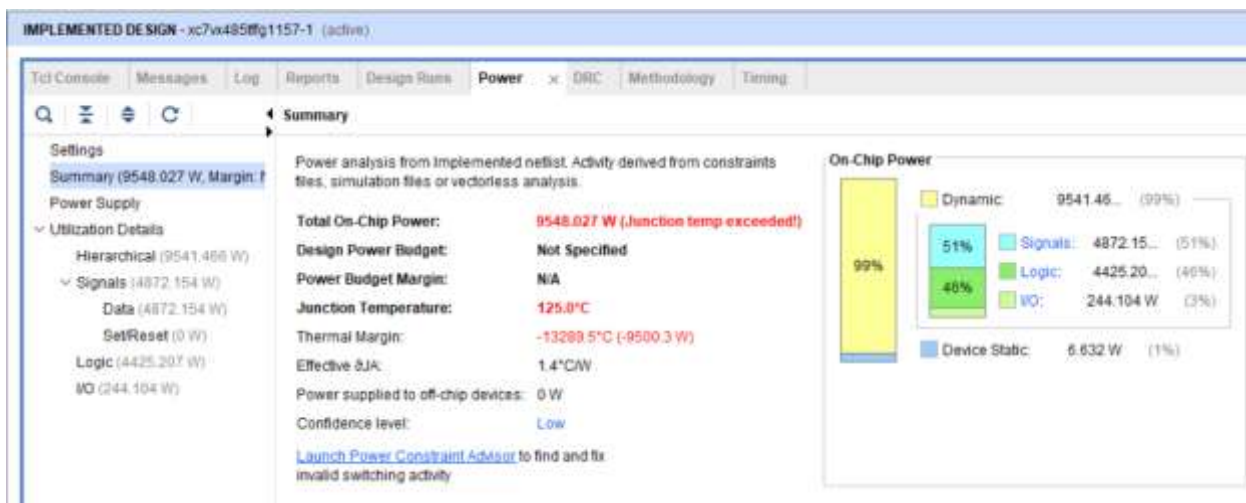 IMPLEMENTED DESIGN - xc7vx485tffg1157-1 (active)
Tcl Console Messages Log Reports Design Runs Power × DRC Methodology Timing
Summary
Settings
Summary (9548.027 W, Margin: N
Power Supply
Utilization Details
Hierarchical (9541.466 W)
Signals (4872.154 W)
Data (4872.154 W)
Set/Reset (0 W)
Logic (4425.207 W)
I/O (244.104 W)
Power analysis from Implemented netlist. Activity derived from constraints
files, simulation files or vectorless analysis.
Total On-Chip Power: 9548.027 W (Junction temp exceeded!)
Design Power Budget: Not Specified
Power Budget Margin: N/A
Junction Temperature: 125.0°C
Thermal Margin: -13289.5°C (-9500.3 W)
Effective ϑJA: 1.4°C/W
Power supplied to off-chip devices: 0 W
Confidence level: Low
Launch Power Constraint Advisor to find and fix
invalid switching activity
On-Chip Power
Dynamic: 9541.46... (99%)
99%
51% Signals: 4872.15... (51%)
46% Logic: 4425.20... (46%)
I/O: 244.104 W (3%)
Device Static: 6.632 W (1%)